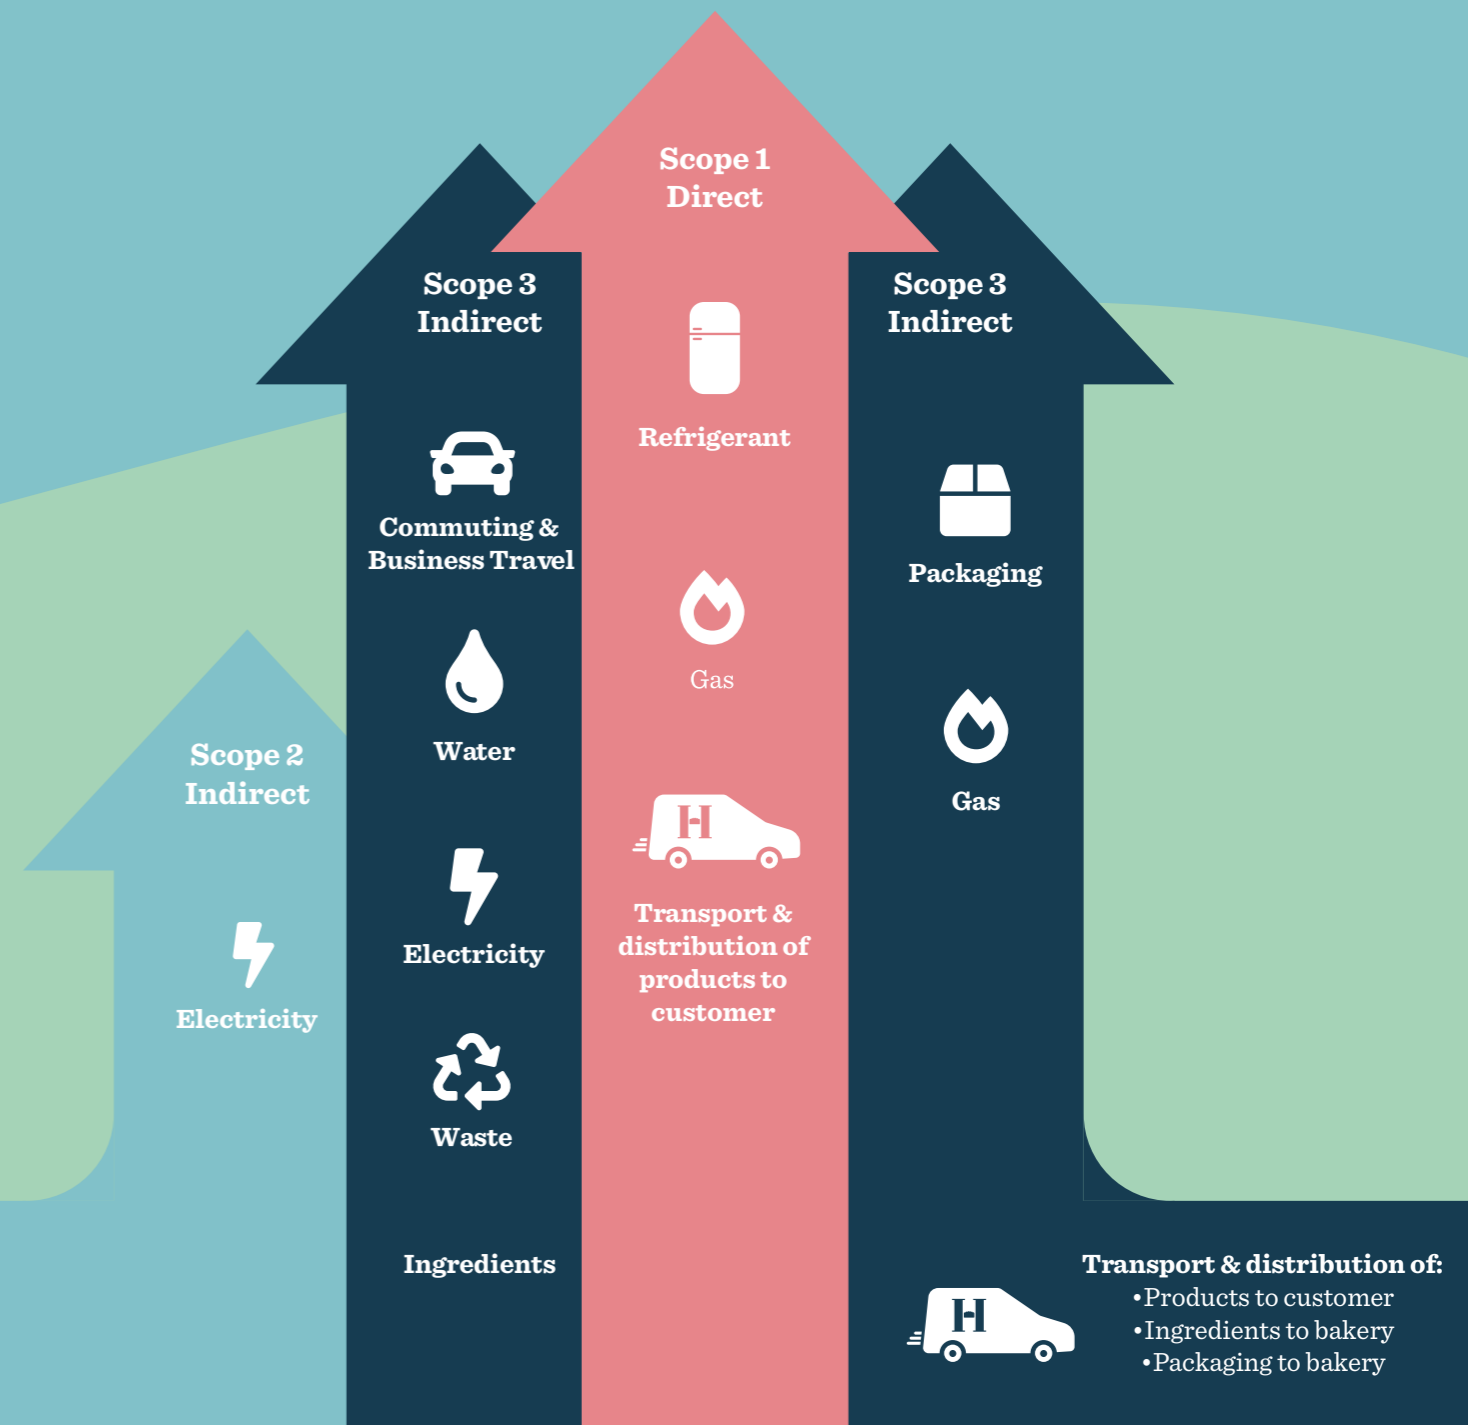 Scope 1
Direct
Refrigerant
Gas
H
Transport &
distribution of
products to
customer
Scope 3
Indirect
Commuting &
Business Travel
Water
Electricity
Waste
Ingredients
Scope 3
Indirect
Packaging
Gas
H
Transport & distribution of:
•Products to customer
•Ingredients to bakery
•Packaging to bakery
Scope 2
Indirect
Electricity